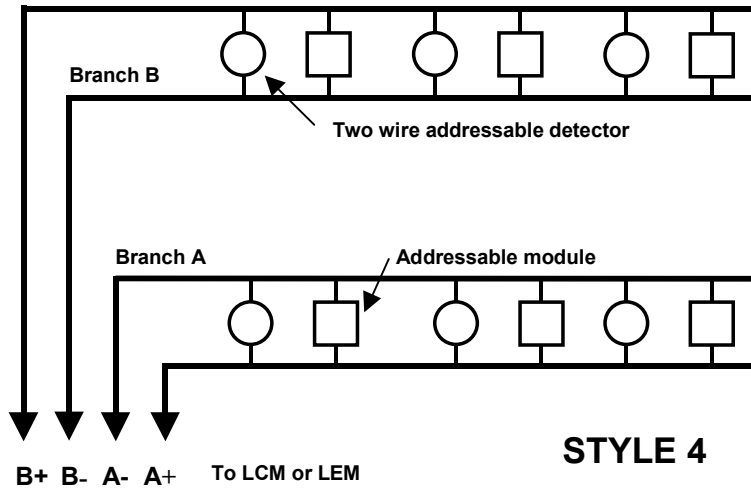 Branch B
Two wire addressable detector
Branch A
Addressable module
STYLE 4
B+ B- A- A+ To LCM or LEM